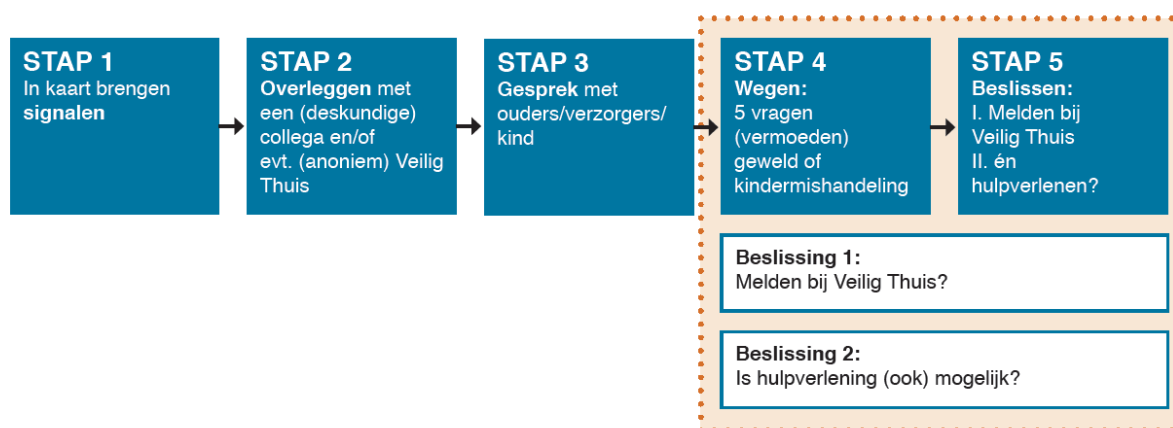 STAP 1
In kaart brengen
signalen
STAP 2
Overleggen met
een (deskundige)
collega en/of
evt. (anoniem) Veilig
Thuis
STAP 3
Gesprek met
ouders/verzorgers/
kind
STAP 4
Wegen:
5 vragen
(vermoeden)
geweld of
kindermishandeling
STAP 5
Beslissen:
I. Melden bij
Veilig Thuis
II. én
hulpverlenen?
Beslissing 1:
Melden bij Veilig Thuis?
Beslissing 2:
Is hulpverlening (ook) mogelijk?